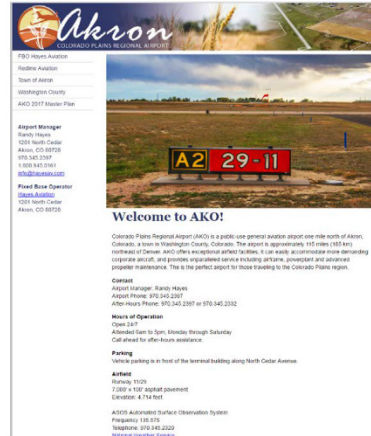 Akron
COLORADO PLAINS REGIONAL AIRPORT
FBO Hayes Aviation
Redline Aviation
Town of Akron
Washington County
AKO 2017 Master Plan
Airport Manager
Randy Hayes
1201 North Cedar
Akron, CO 80720
970.345.2397
info@hayesav.com
Fixed Base Operator
Hayes Aviation
1201 North Cedar
Akron, CO 80720
A2 29-11
Welcome to AKO!
Colorado Plains Regional Airport (AKO) is a public-use general aviation airport one mile north of Akron,
Colorado, a town in Washington County, Colorado. The airport is approximately 115 miles (185 km)
northeast of Denver. AKO offers exceptional airfield facilities, it can easily accommodate more demanding
corporate aircraft, and provides unparalleled service including airframe, powerplant and advanced
propeller maintenance. This is the perfect airport for those traveling to the Colorado Plains region.
Contact
Airport Manager: Randy Hayes
Airport Phone: 970.345.2397
After-Hours Phone: 970.345.2397 or 970.345.2332
Hours of Operation
Open 24/7
Attended 8am to 5pm, Monday through Saturday
Call ahead for after-hours assistance.
Parking
Vehicle parking is in front of the terminal building along North Cedar Avenue.
Airfield
Runway 11/29
7,000' x 100' asphalt pavement
Elevation: 4,714 feet
ASOS Automated Surface Observation System
Frequency 135.575
Telephone: 970.345.2320
National Weather Service